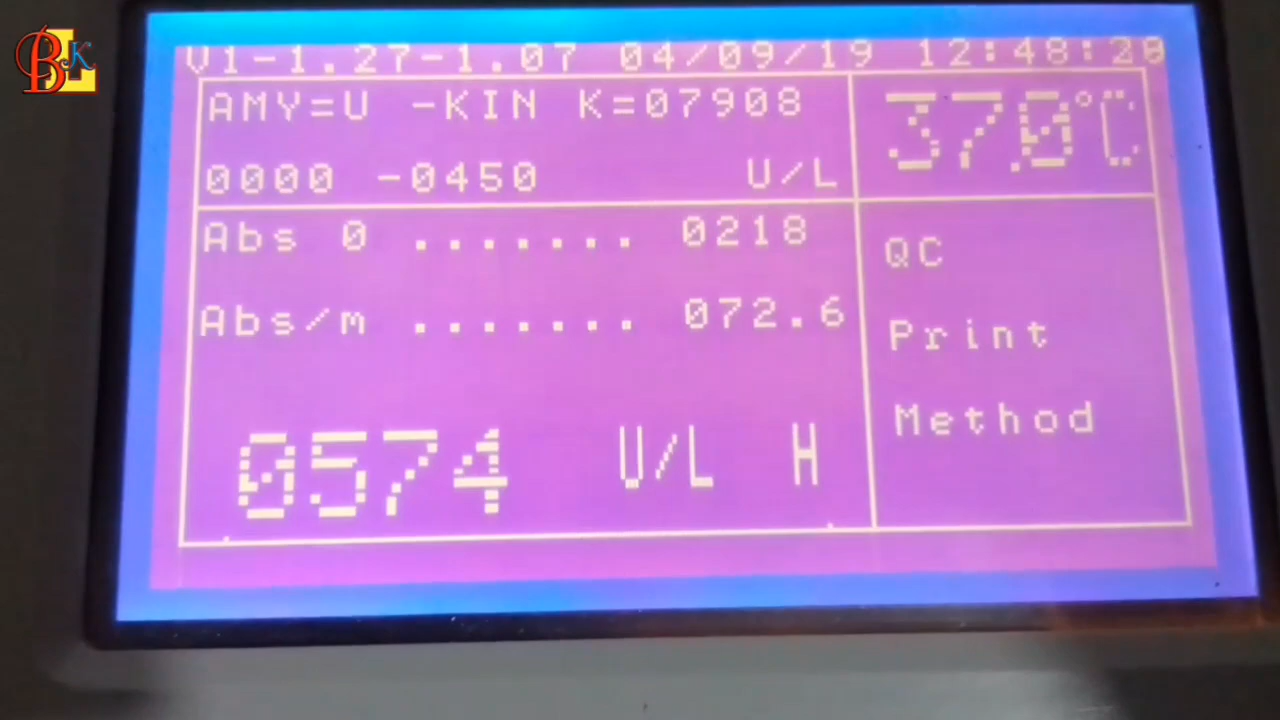 BLK
V1-1.27-1.07 04/09/19 12:48:20
AMY=U -KIN K=07908
37.0°C
0000 -0450 U/L
Abs 0 ....... 0218
QC
Abs/m ....... 072.6
Print
Method
0574 U/L H